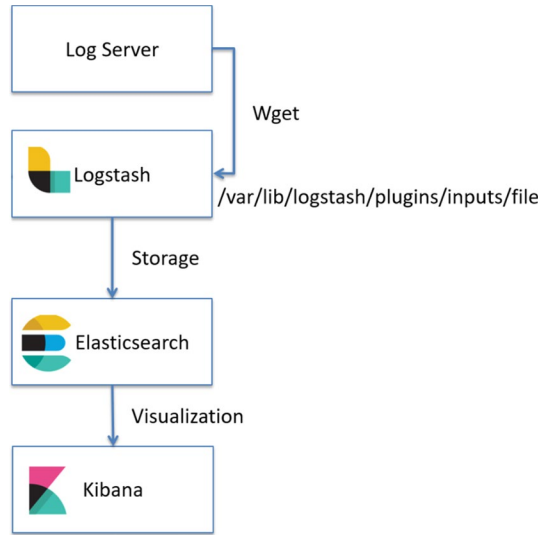 Log Server
Wget
Logstash
/var/lib/logstash/plugins/inputs/file
Storage
Elasticsearch
Visualization
Kibana